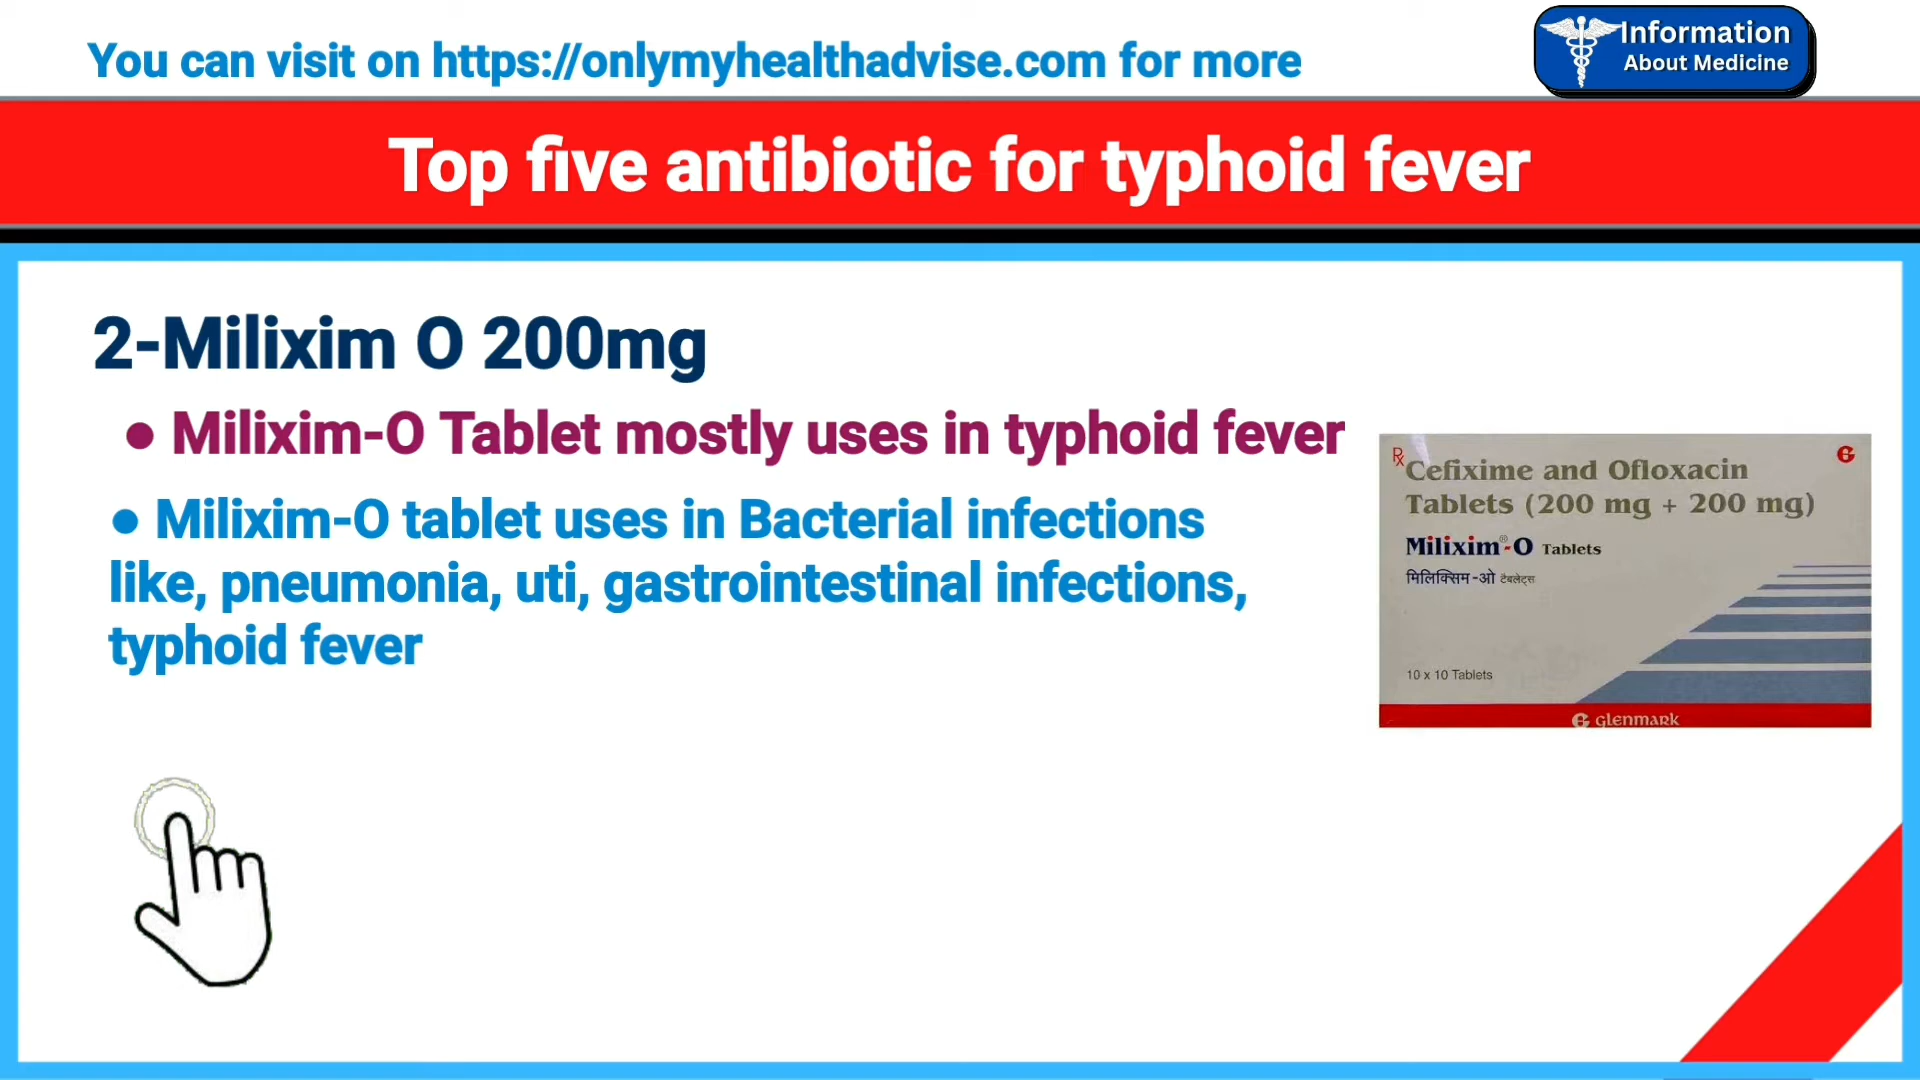 You can visit on https://onlymyhealthadvise.com for more
Information
About Medicine
Top five antibiotic for typhoid fever
2-Milixim O 200mg
● Milixim-O Tablet mostly uses in typhoid fever
● Milixim-O tablet uses in Bacterial infections
like, pneumonia, uti, gastrointestinal infections,
typhoid fever
Rx
Cefixime and Ofloxacin
Tablets (200 mg + 200 mg)
Milixim®-O Tablets
मिलिक्सिम-ओ टैबलेट्स
10 x 10 Tablets
G glenmark